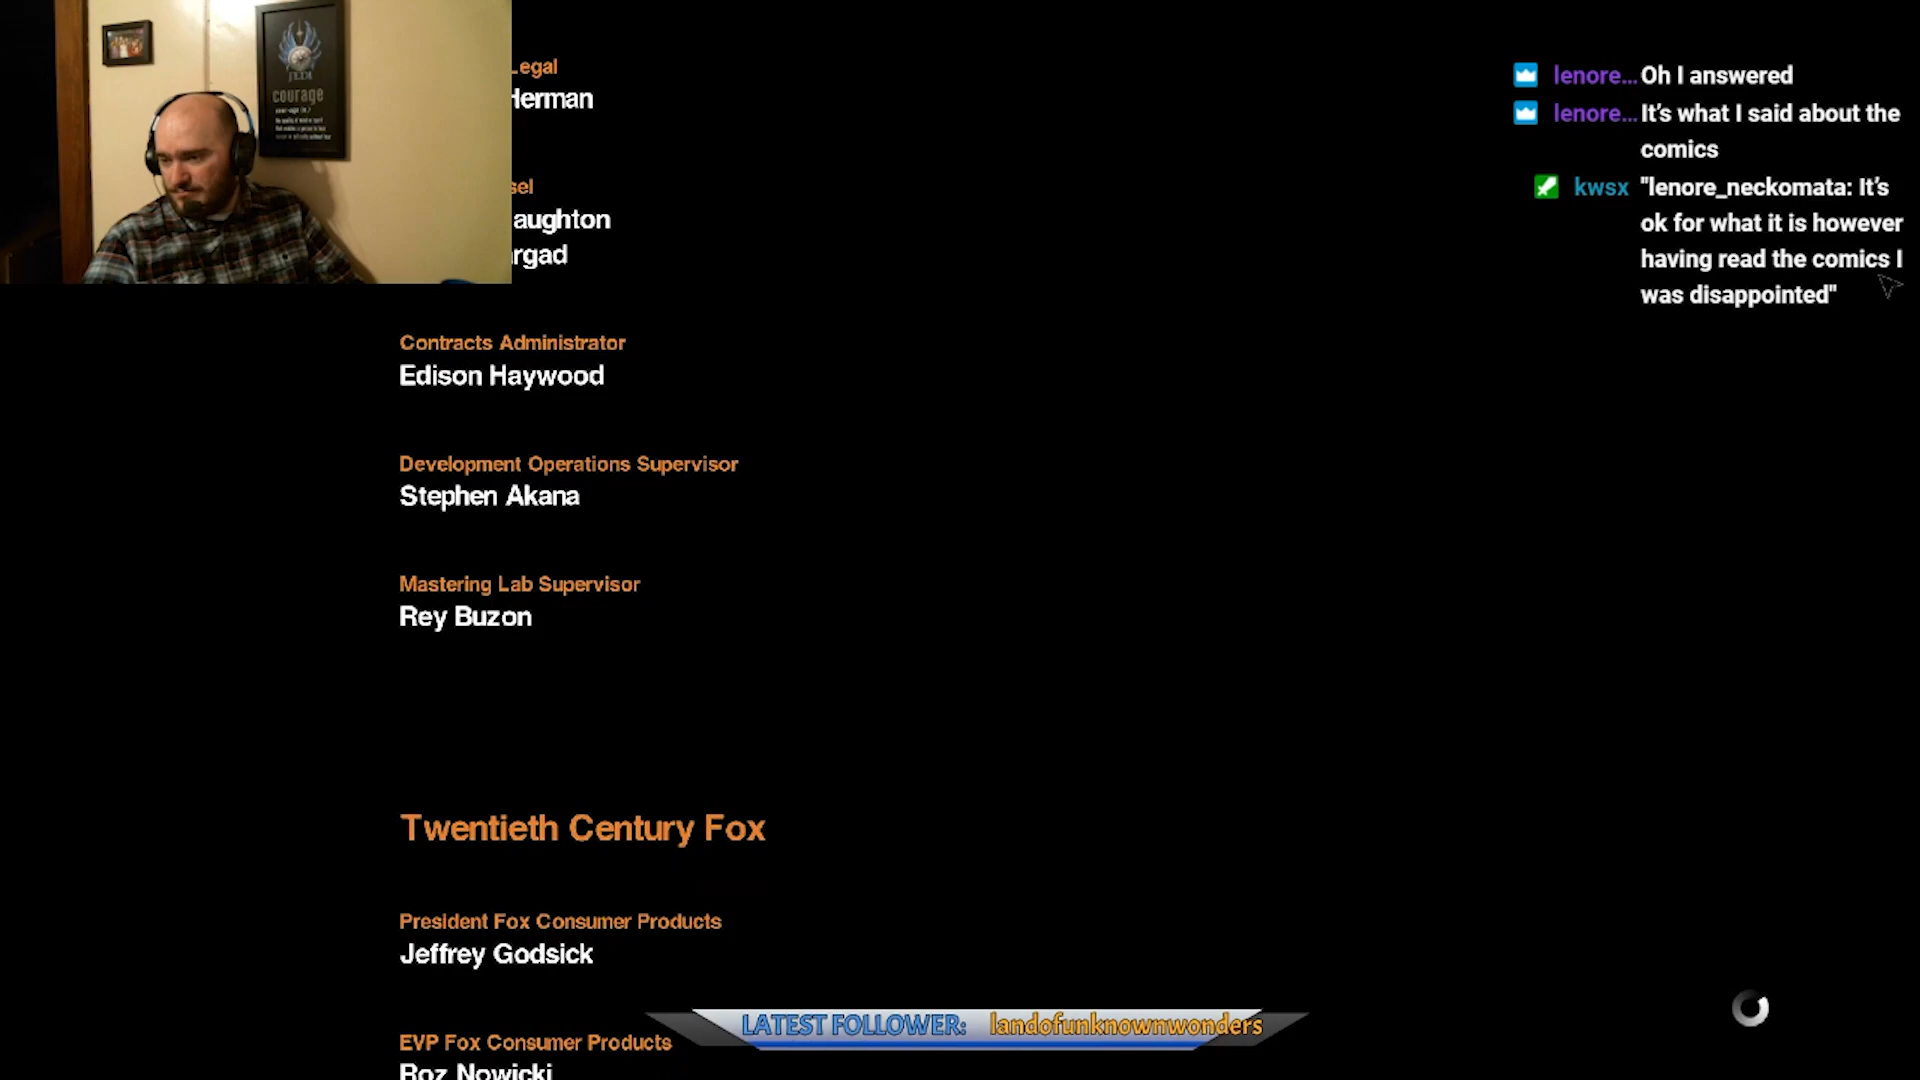 JEDI
courage
Legal
Herman
sel
aughton
argad
Contracts Administrator
Edison Haywood
Development Operations Supervisor
Stephen Akana
Mastering Lab Supervisor
Rey Buzon
Twentieth Century Fox
President Fox Consumer Products
Jeffrey Godsick
EVP Fox Consumer Products
Roz Nowicki
lenore... Oh I answered
lenore... It's what I said about the
comics
kwsx "lenore_neckomata: It's
ok for what it is however
having read the comics I
was disappointed"
LATEST FOLLOWER: landofunknownwonders